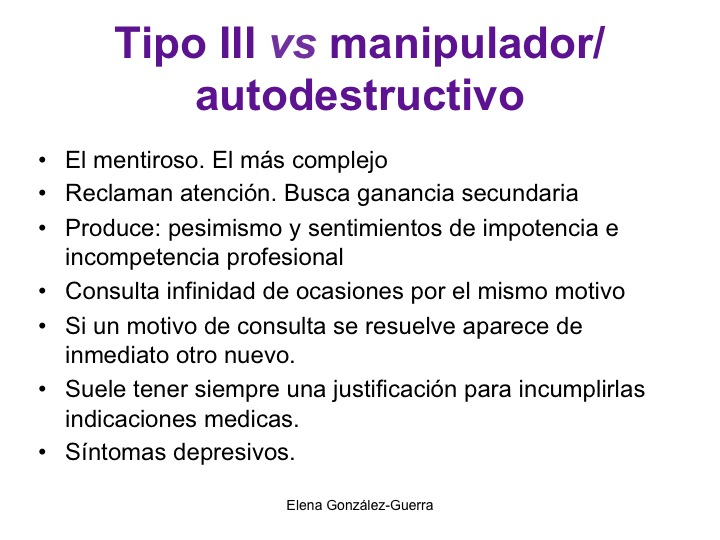 Tipo III vs manipulador/
autodestructivo
• El mentiroso. El más complejo
• Reclaman atención. Busca ganancia secundaria
• Produce: pesimismo y sentimientos de impotencia e
incompetencia profesional
• Consulta infinidad de ocasiones por el mismo motivo
• Si un motivo de consulta se resuelve aparece de
inmediato otro nuevo.
• Suele tener siempre una justificación para incumplirlas
indicaciones medicas.
• Síntomas depresivos.
Elena González-Guerra